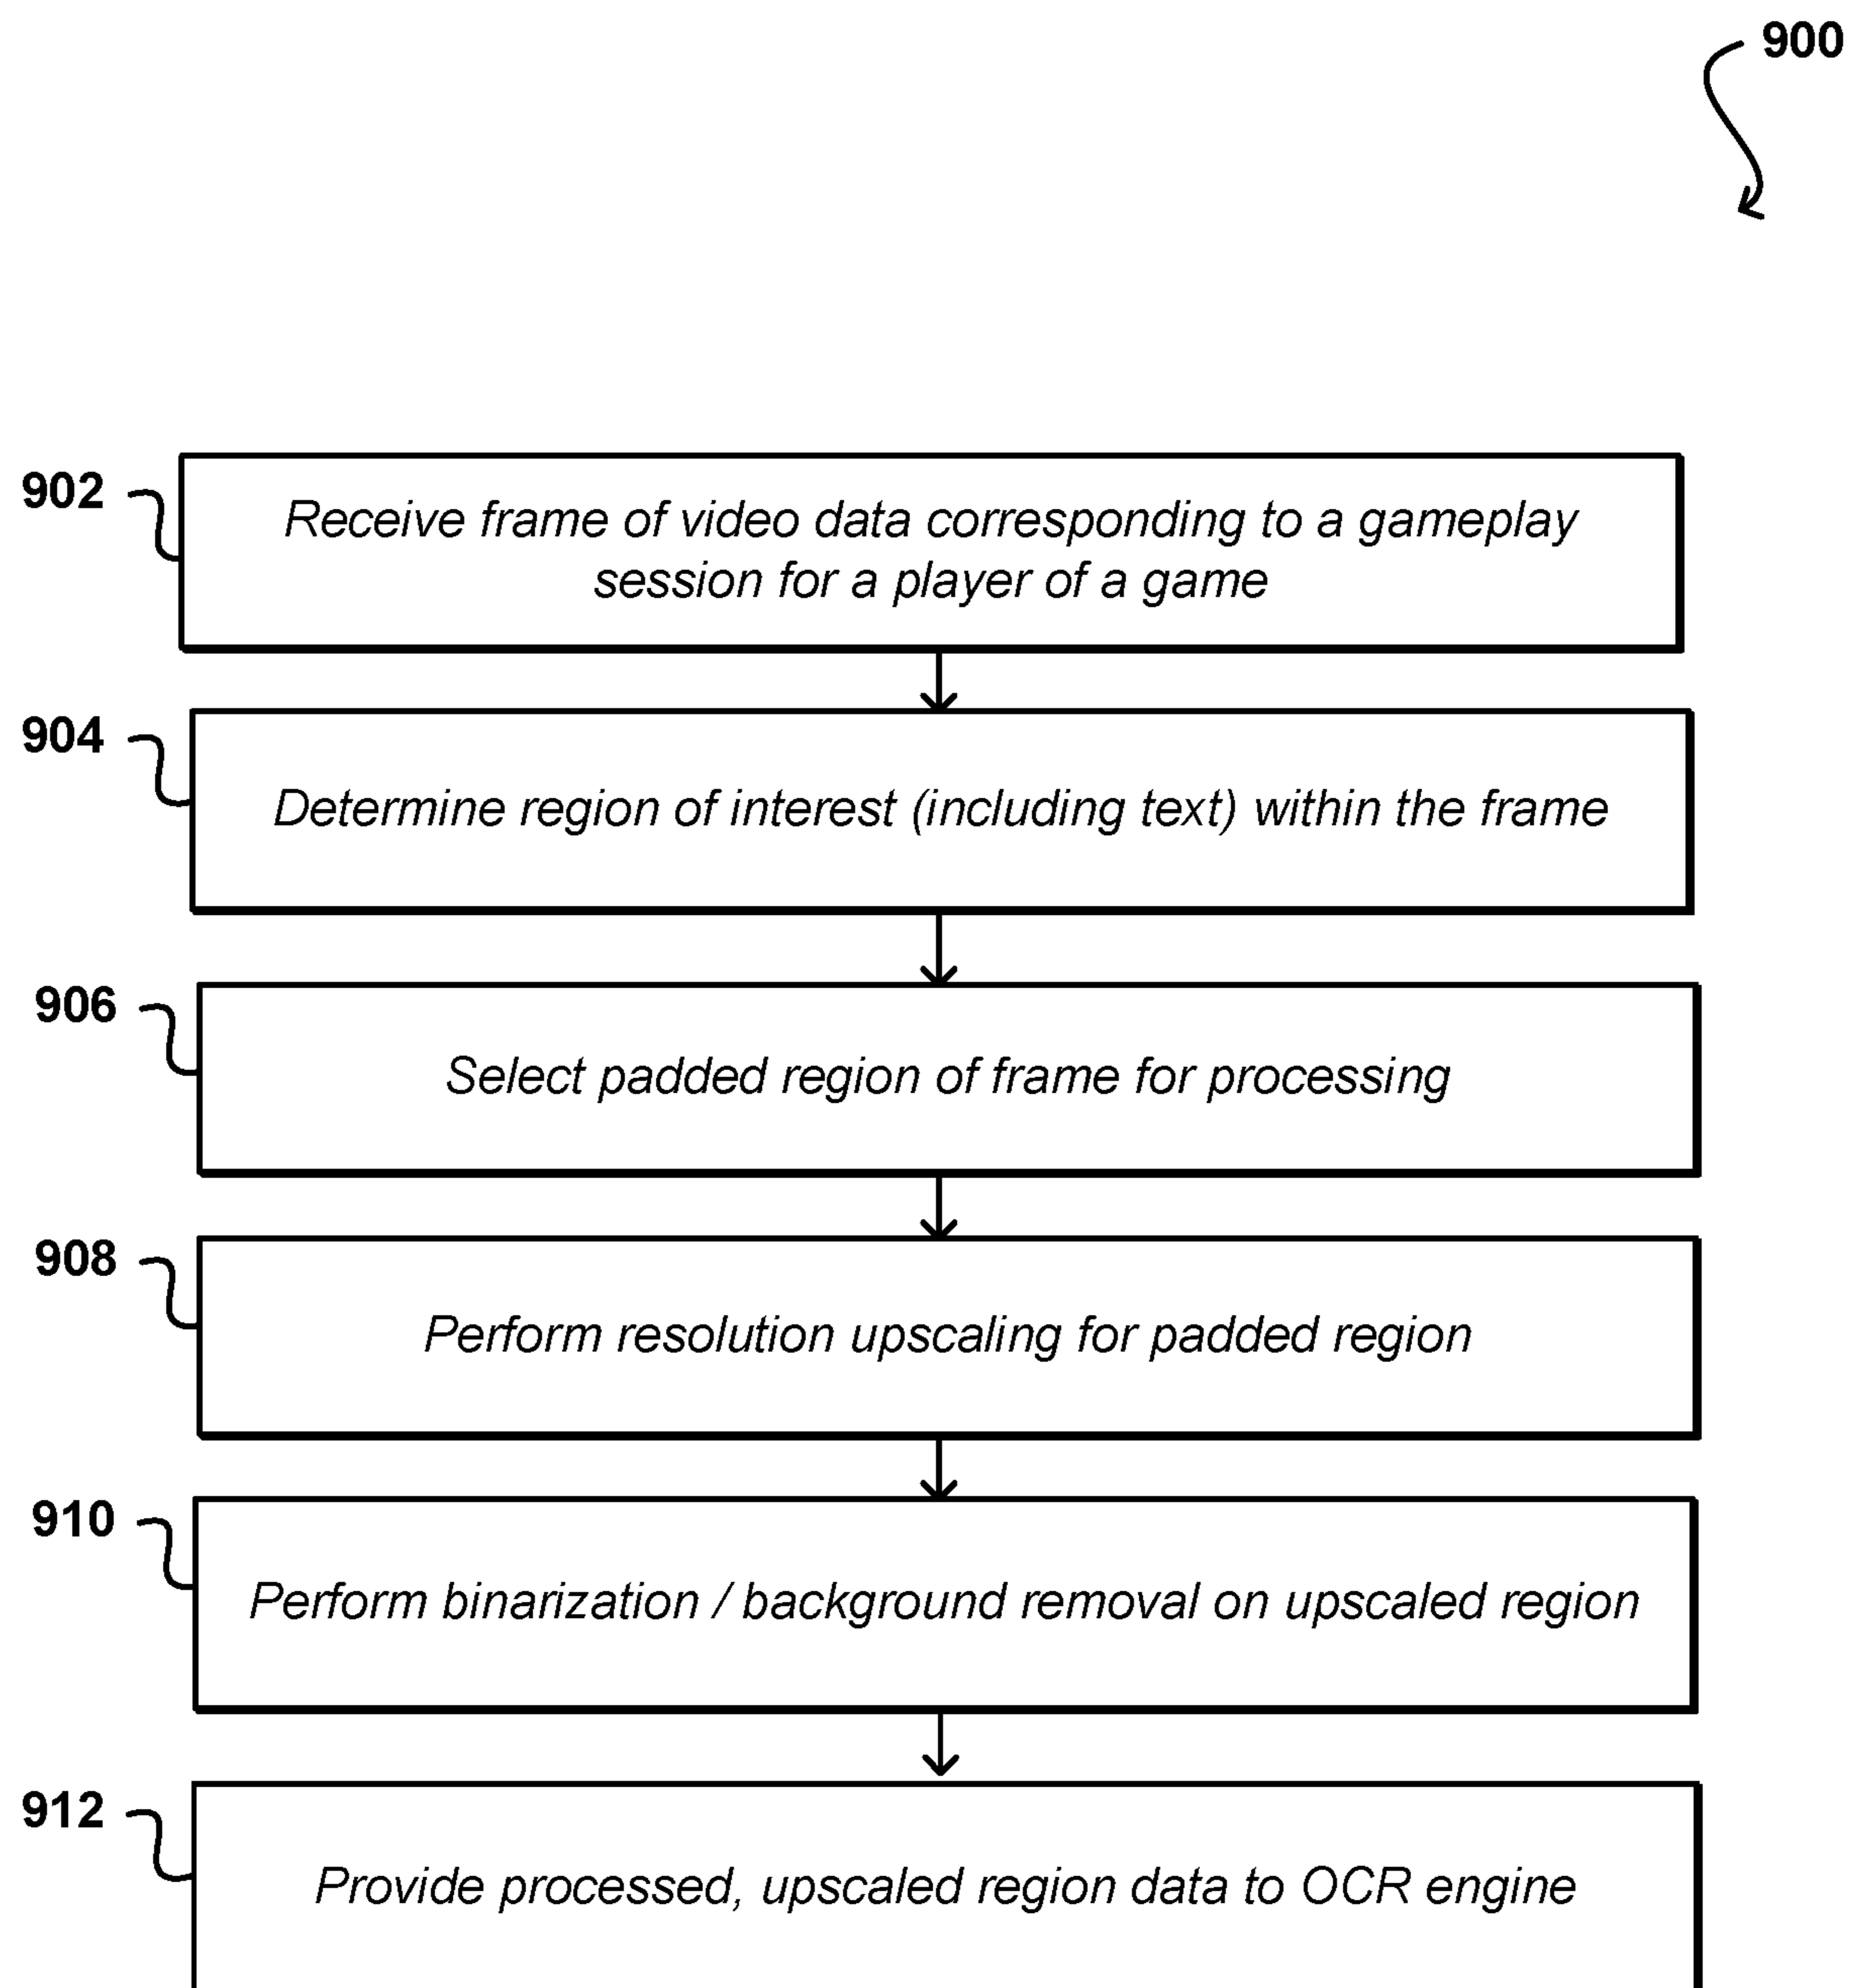 900
902
Receive frame of video data corresponding to a gameplay
session for a player of a game
904
Determine region of interest (including text) within the frame
906
Select padded region of frame for processing
908
Perform resolution upscaling for padded region
910
Perform binarization / background removal on upscaled region
912
Provide processed, upscaled region data to OCR engine